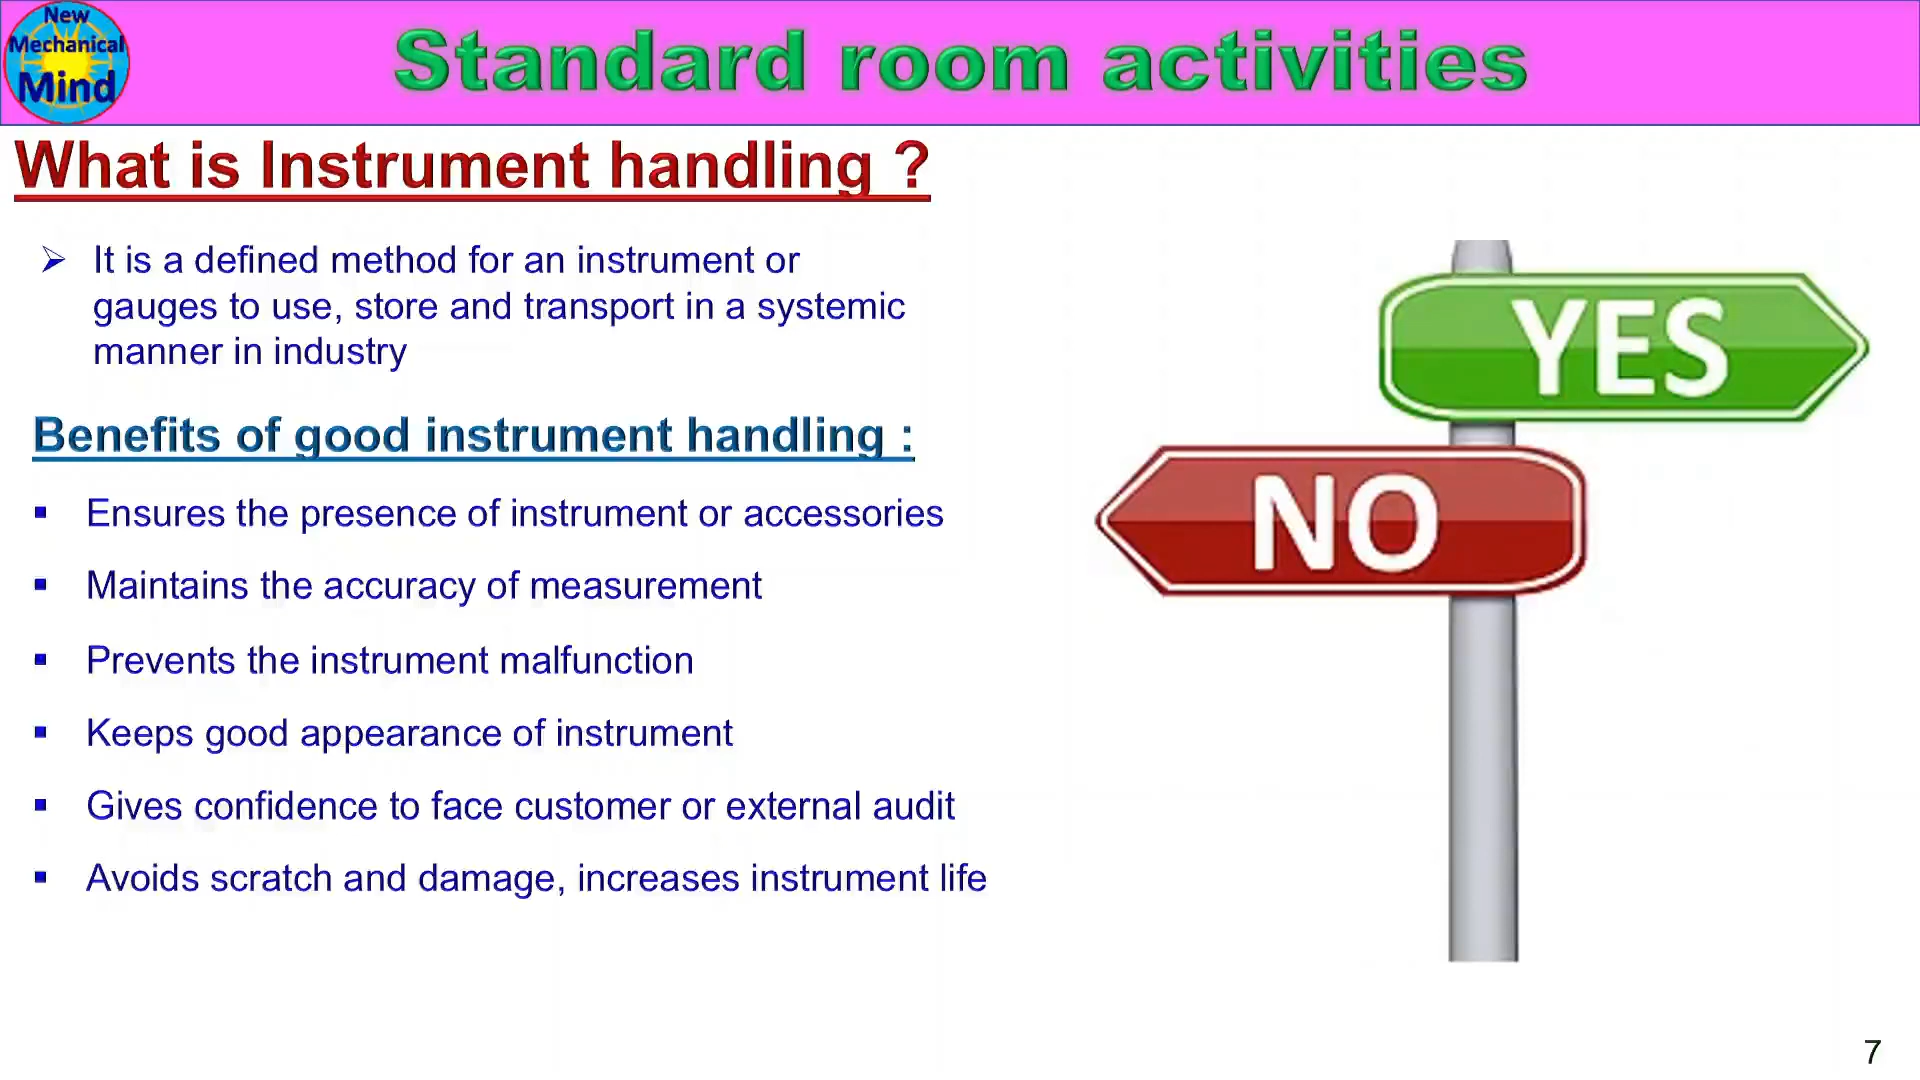 New
Mechanical
Mind
Standard room activities
What is Instrument handling ?
➢ It is a defined method for an instrument or
gauges to use, store and transport in a systemic
manner in industry
Benefits of good instrument handling :
▪ Ensures the presence of instrument or accessories
▪ Maintains the accuracy of measurement
▪ Prevents the instrument malfunction
▪ Keeps good appearance of instrument
▪ Gives confidence to face customer or external audit
▪ Avoids scratch and damage, increases instrument life
YES
NO
7